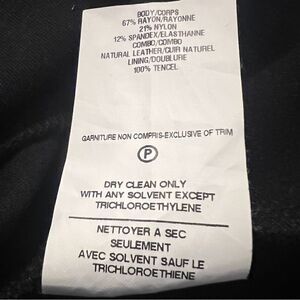 BODY/CORPS
67% RAYON/RAYONNE
21% NYLON
12% SPANDEX/ELASTHANNE
COMBO/COMBO
NATURAL LEATHER/CUIR NATUREL
LINING/DOUBLURE
100% TENCEL
GARNITURE NON COMPRIS-EXCLUSIVE OF TRIM
P
DRY CLEAN ONLY
WITH ANY SOLVENT EXCEPT
TRICHLOROETHYLENE
NETTOYER A SEC
SEULEMENT
AVEC SOLVENT SAUF LE
TRICHLOROETHIENE